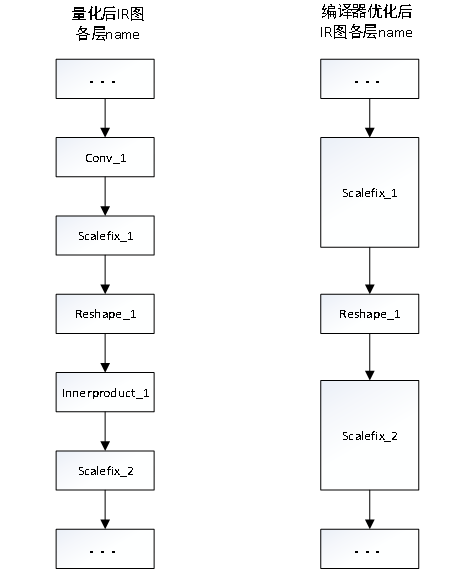 量化后IR图
各层name
...
Conv_1
Scalefix_1
Reshape_1
Innerproduct_1
Scalefix_2
...
编译器优化后
IR图各层name
...
Scalefix_1
Reshape_1
Scalefix_2
...